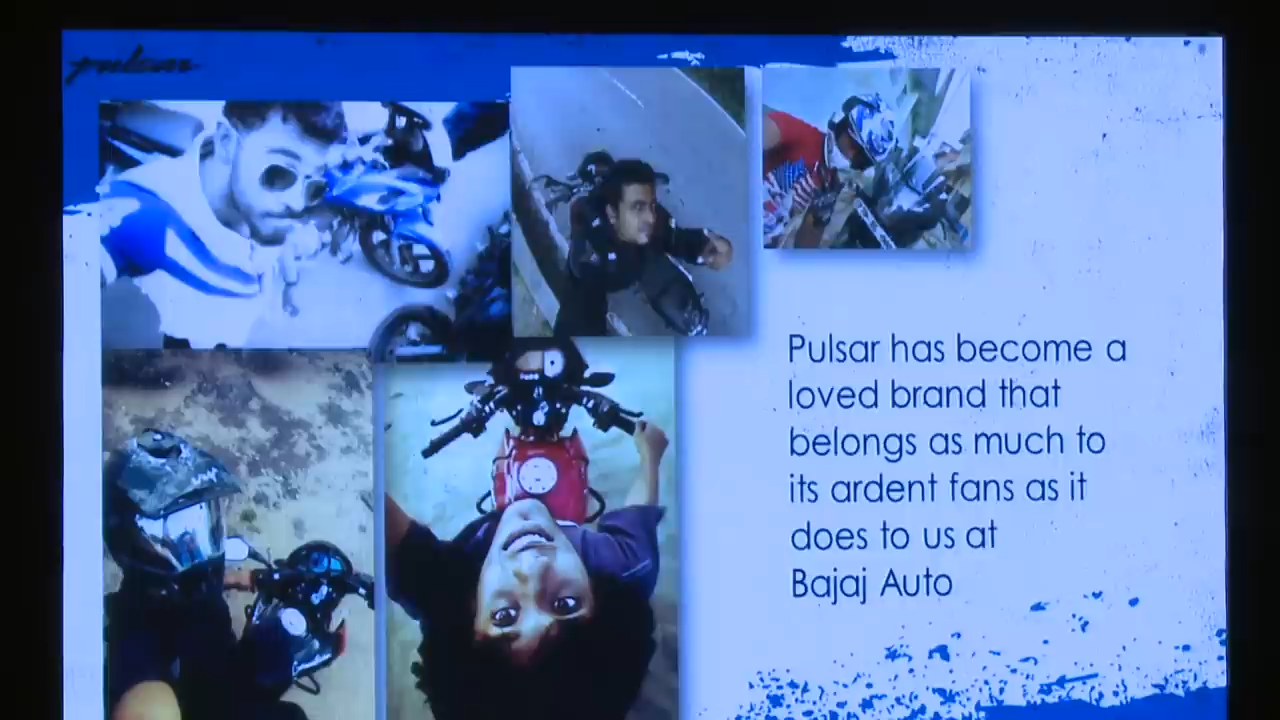 pulsar
Pulsar has become a
loved brand that
belongs as much to
its ardent fans as it
does to us at
Bajaj Auto